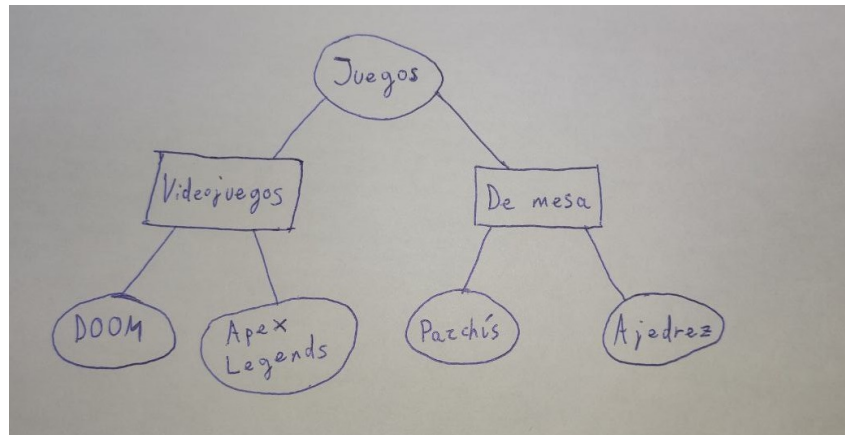 Juegos
Videojuegos
De mesa
DOOM
Apex
Legends
Parchís
Ajedrez